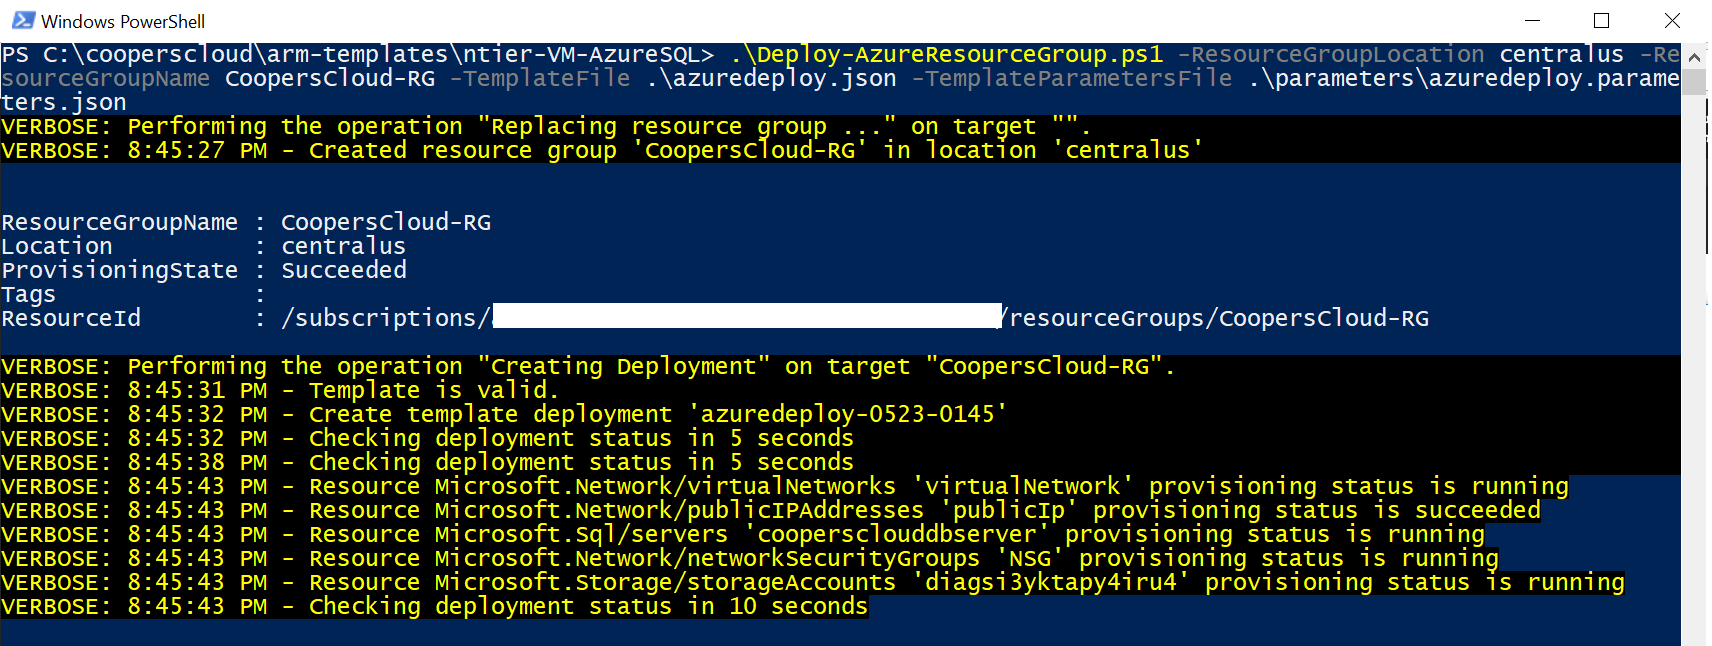 Windows PowerShell
PS C:\cooperscloud\arm-templates\ntier-VM-AzureSQL> .\Deploy-AzureResourceGroup.ps1 -ResourceGroupLocation centralus -Re
sourceGroupName CoopersCloud-RG -TemplateFile .\azuredeploy.json -TemplateParametersFile .\parameters\azuredeploy.parame
ters.json
VERBOSE: Performing the operation "Replacing resource group ..." on target "".
VERBOSE: 8:45:27 PM - Created resource group 'CoopersCloud-RG' in location 'centralus'
ResourceGroupName : CoopersCloud-RG
Location          : centralus
ProvisioningState : Succeeded
Tags              :
ResourceId        : /subscriptions/ /resourceGroups/CoopersCloud-RG
VERBOSE: Performing the operation "Creating Deployment" on target "CoopersCloud-RG".
VERBOSE: 8:45:31 PM - Template is valid.
VERBOSE: 8:45:32 PM - Create template deployment 'azuredeploy-0523-0145'
VERBOSE: 8:45:32 PM - Checking deployment status in 5 seconds
VERBOSE: 8:45:38 PM - Checking deployment status in 5 seconds
VERBOSE: 8:45:43 PM - Resource Microsoft.Network/virtualNetworks 'virtualNetwork' provisioning status is running
VERBOSE: 8:45:43 PM - Resource Microsoft.Network/publicIPAddresses 'publicIp' provisioning status is succeeded
VERBOSE: 8:45:43 PM - Resource Microsoft.Sql/servers 'coopersclouddbserver' provisioning status is running
VERBOSE: 8:45:43 PM - Resource Microsoft.Network/networkSecurityGroups 'NSG' provisioning status is running
VERBOSE: 8:45:43 PM - Resource Microsoft.Storage/storageAccounts 'diagsi3yktapy4iru4' provisioning status is running
VERBOSE: 8:45:43 PM - Checking deployment status in 10 seconds